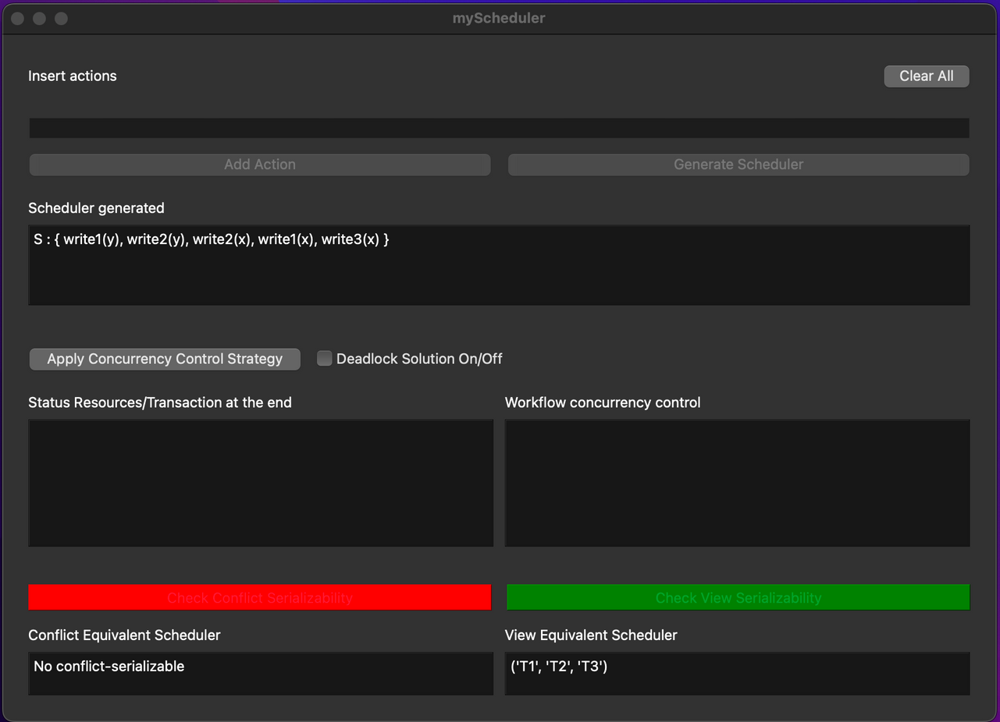 myScheduler
Insert actions
Clear All
Add Action
Generate Scheduler
Scheduler generated
S : { write1(y), write2(y), write2(x), write1(x), write3(x) }
Apply Concurrency Control Strategy
Deadlock Solution On/Off
Status Resources/Transaction at the end
Workflow concurrency control
Check Conflict Serializability
Check View Serializability
Conflict Equivalent Scheduler
View Equivalent Scheduler
No conflict-serializable
('T1', 'T2', 'T3')